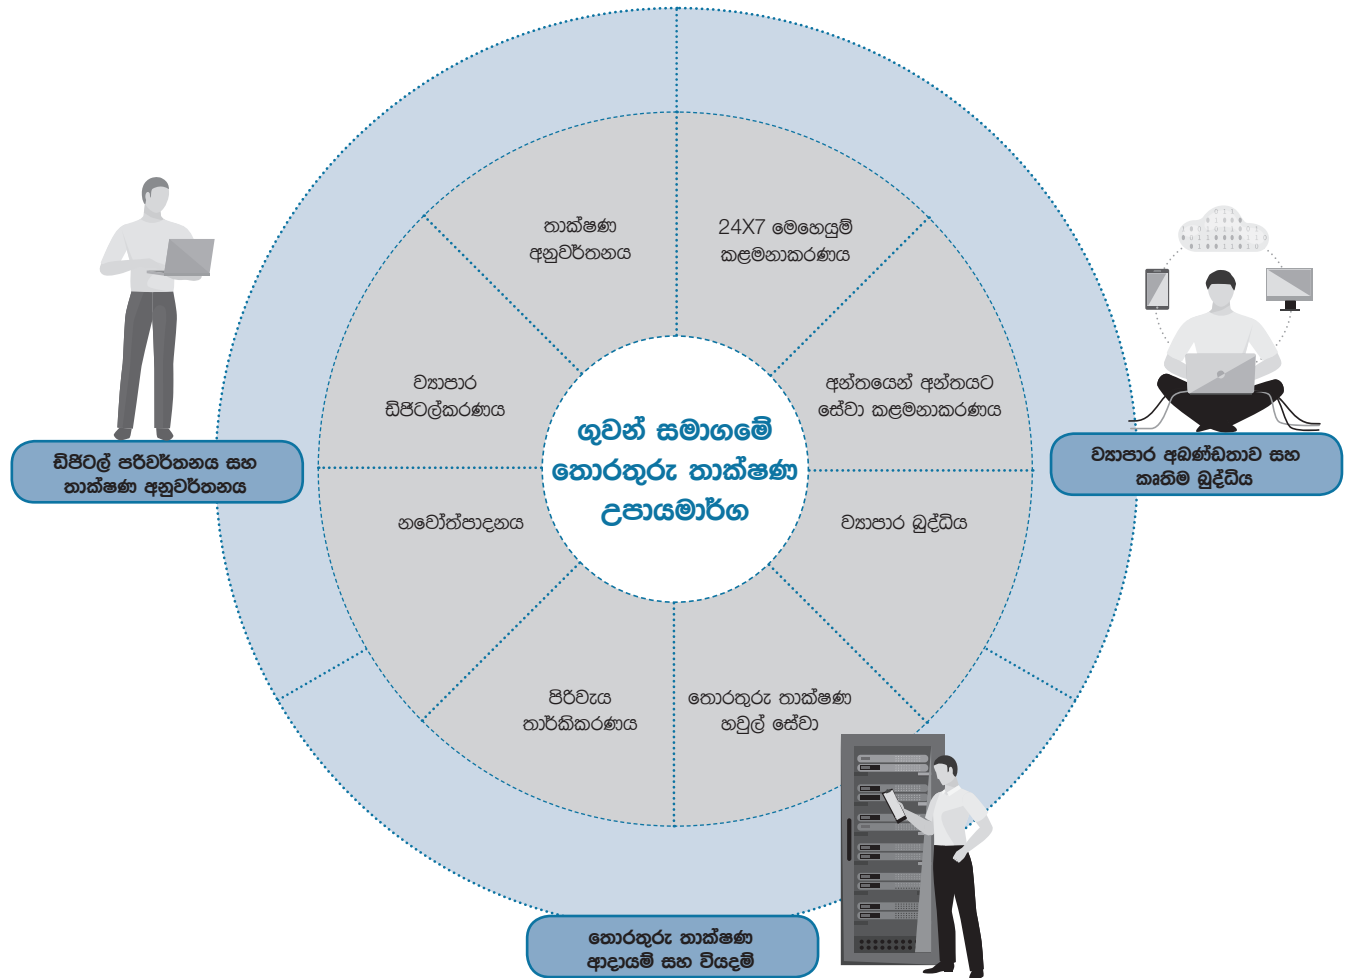 තාක්ෂණ
අනුවර්තනය
24X7 මෙහෙයුම්
කළමනාකරණය
ව්‍යාපාර
ඩිජිටල්කරණය
අන්තයෙන් අන්තයට
සේවා කළමනාකරණය
ගුවන් සමාගමේ
තොරතුරු තාක්ෂණ
උපායමාර්ග
ඩිජිටල් පරිවර්තනය සහ
තාක්ෂණ අනුවර්තනය
ව්‍යාපාර අඛණ්ඩතාව සහ
කෘතිම බුද්ධිය
නවෝත්පාදනය
ව්‍යාපාර බුද්ධිය
පිරිවැය
තාර්කිකරණය
තොරතුරු තාක්ෂණ
හවුල් සේවා
තොරතුරු තාක්ෂණ
ආදායම් සහ වියදම්